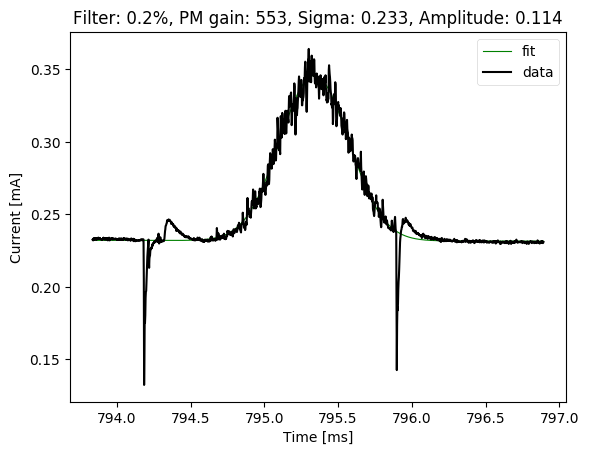 Filter: 0.2%, PM gain: 553, Sigma: 0.233, Amplitude: 0.114
fit
data
0.35
0.30
0.25
0.20
0.15
Current [mA]
794.0 794.5 795.0 795.5 796.0 796.5 797.0
Time [ms]